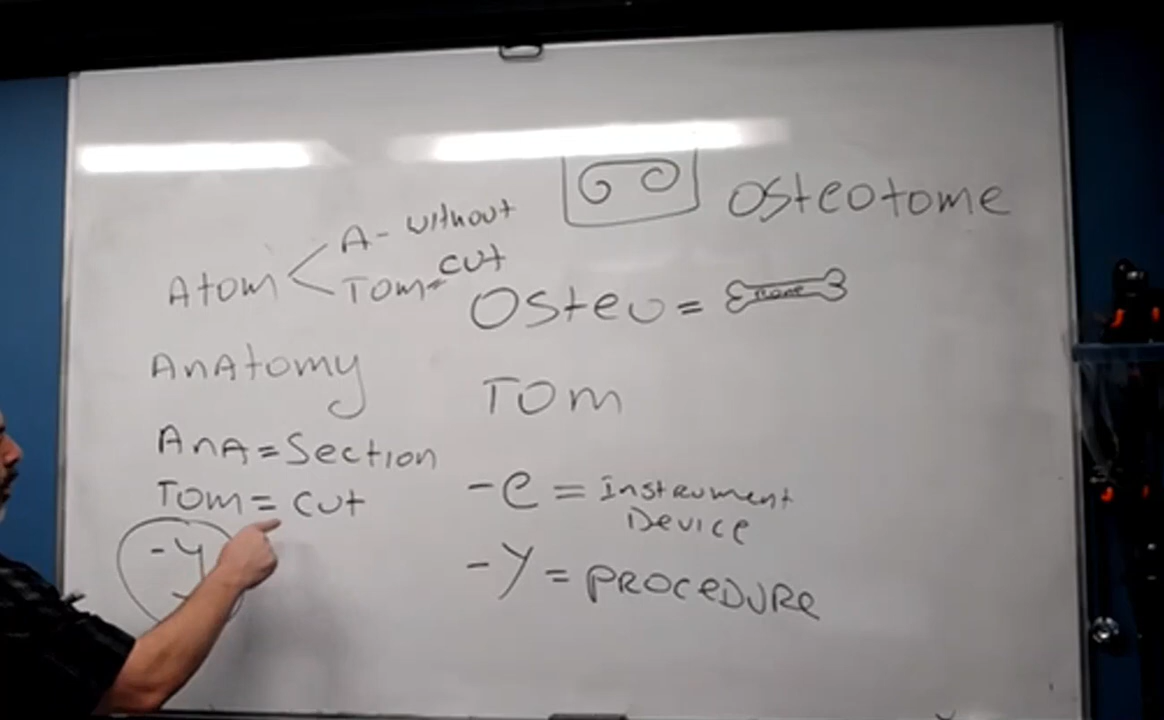 Osteotome
Atom < A- without
Tom- cut
Osteo = Bone
Anatomy
Tom
Ana = Section
Tom = cut
-e = Instrument
Device
-y
-y = Procedure